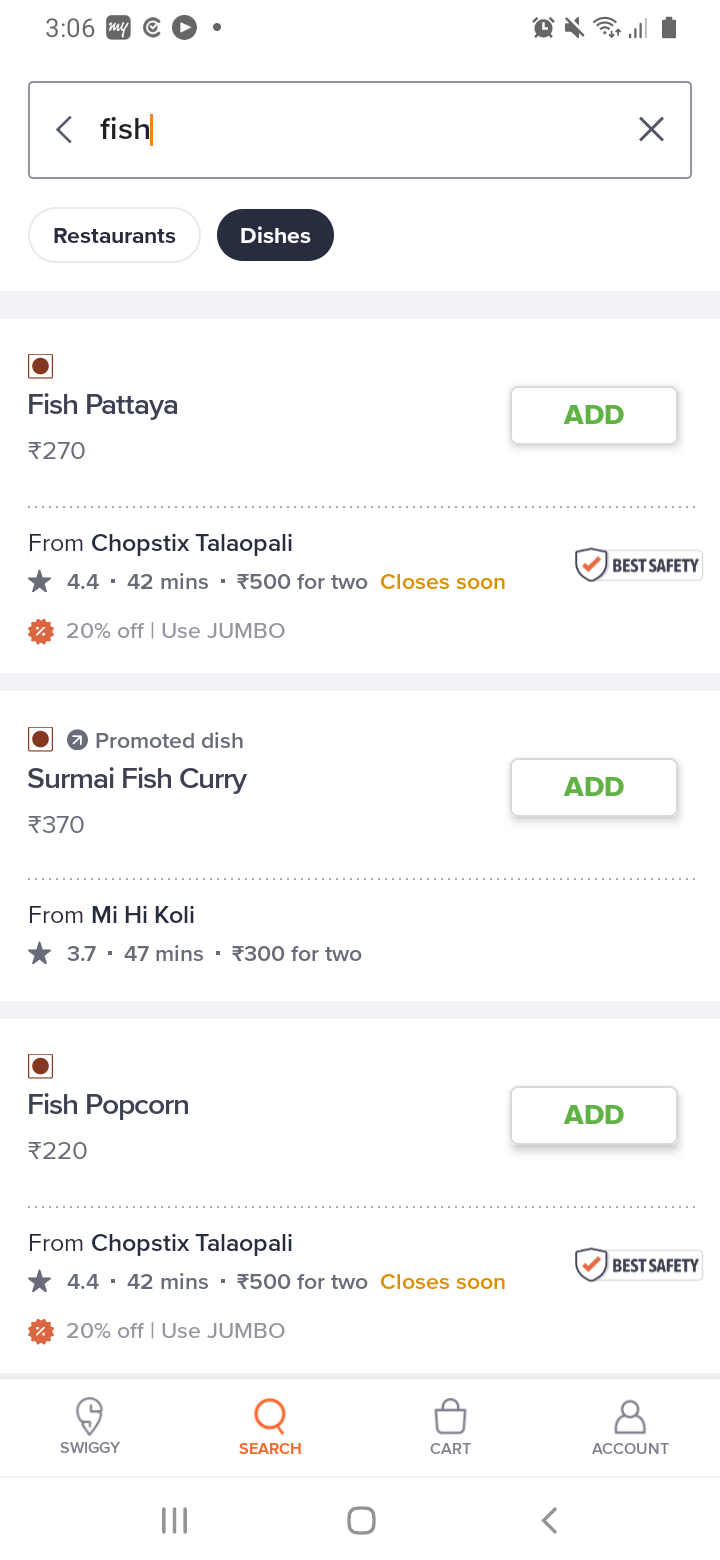 3:06 my
fish
Restaurants Dishes
Fish Pattaya
ADD
₹270
From Chopstix Talaopali
BEST SAFETY
4.4 · 42 mins · ₹500 for two Closes soon
20% off | Use JUMBO
Promoted dish
Surmai Fish Curry
ADD
₹370
From Mi Hi Koli
3.7 · 47 mins · ₹300 for two
Fish Popcorn
ADD
₹220
From Chopstix Talaopali
BEST SAFETY
4.4 · 42 mins · ₹500 for two Closes soon
20% off | Use JUMBO
SWIGGY SEARCH CART ACCOUNT